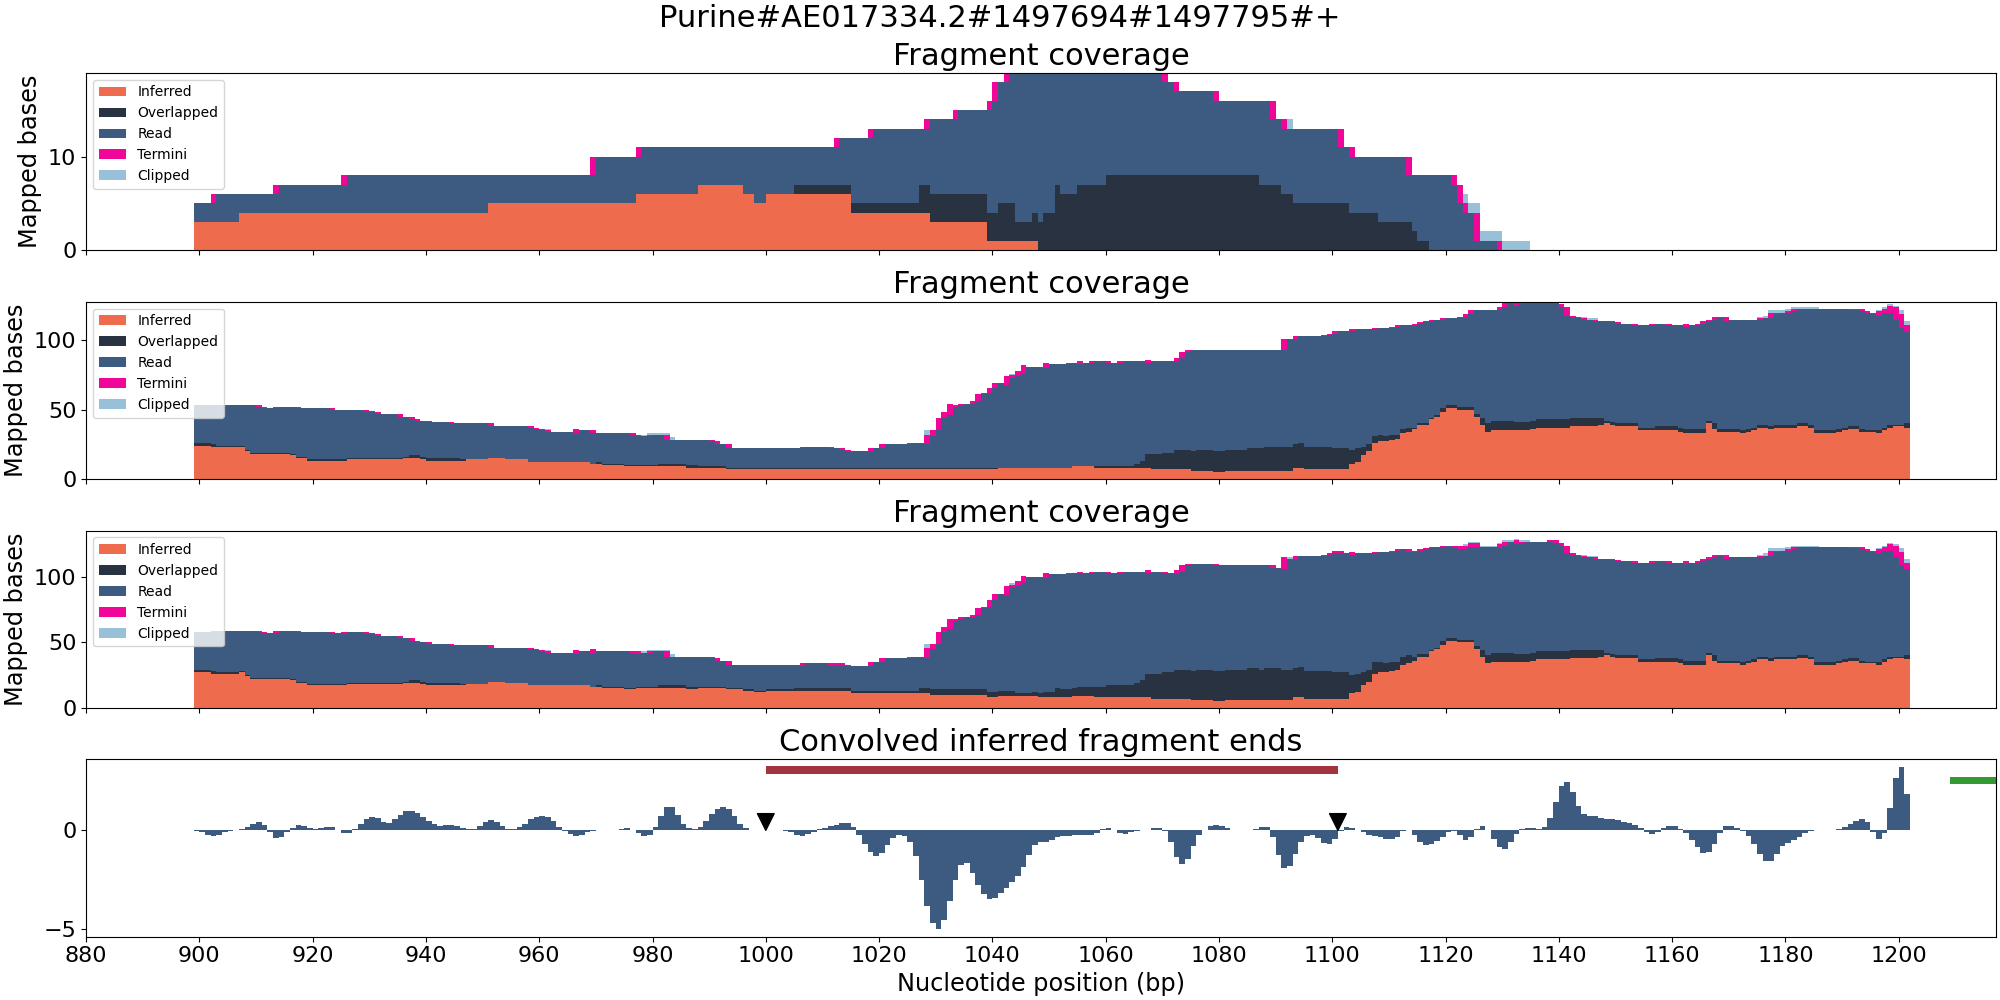 Purine#AE017334.2#1497694#1497795#+
Fragment coverage
Mapped bases
10
0
Inferred
Overlapped
Read
Termini
Clipped
Fragment coverage
Mapped bases
100
50
0
Inferred
Overlapped
Read
Termini
Clipped
Fragment coverage
Mapped bases
100
50
0
Inferred
Overlapped
Read
Termini
Clipped
Convolved inferred fragment ends
0
−5
880 900 920 940 960 980 1000 1020 1040 1060 1080 1100 1120 1140 1160 1180 1200
Nucleotide position (bp)